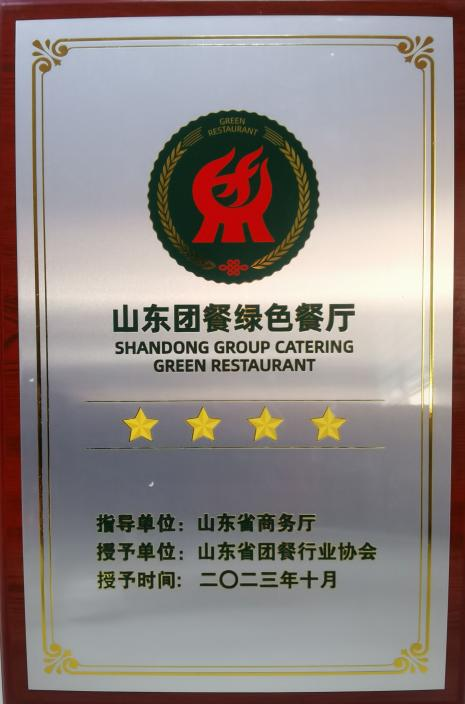 GREEN
RESTAURANT
山东团餐绿色餐厅
SHANDONG GROUP CATERING
GREEN RESTAURANT
指导单位：山东省商务厅
授予单位：山东省团餐行业协会
授予时间：二〇二三年十月